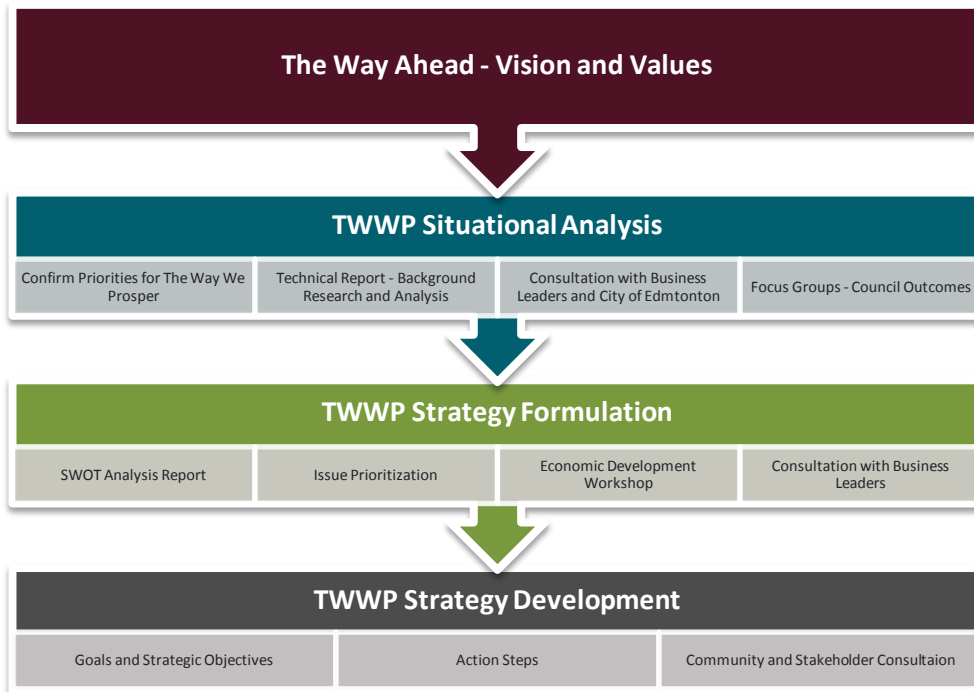 The Way Ahead - Vision and Values
TWWP Situational Analysis
Confirm Priorities for The Way We
Prosper
Technical Report - Background
Research and Analysis
Consultation with Business
Leaders and City of Edmtonton
Focus Groups - Council Outcomes
TWWP Strategy Formulation
SWOT Analysis Report
Issue Prioritization
Economic Development
Workshop
Consultation with Business
Leaders
TWWP Strategy Development
Goals and Strategic Objectives
Action Steps
Community and Stakeholder Consultaion